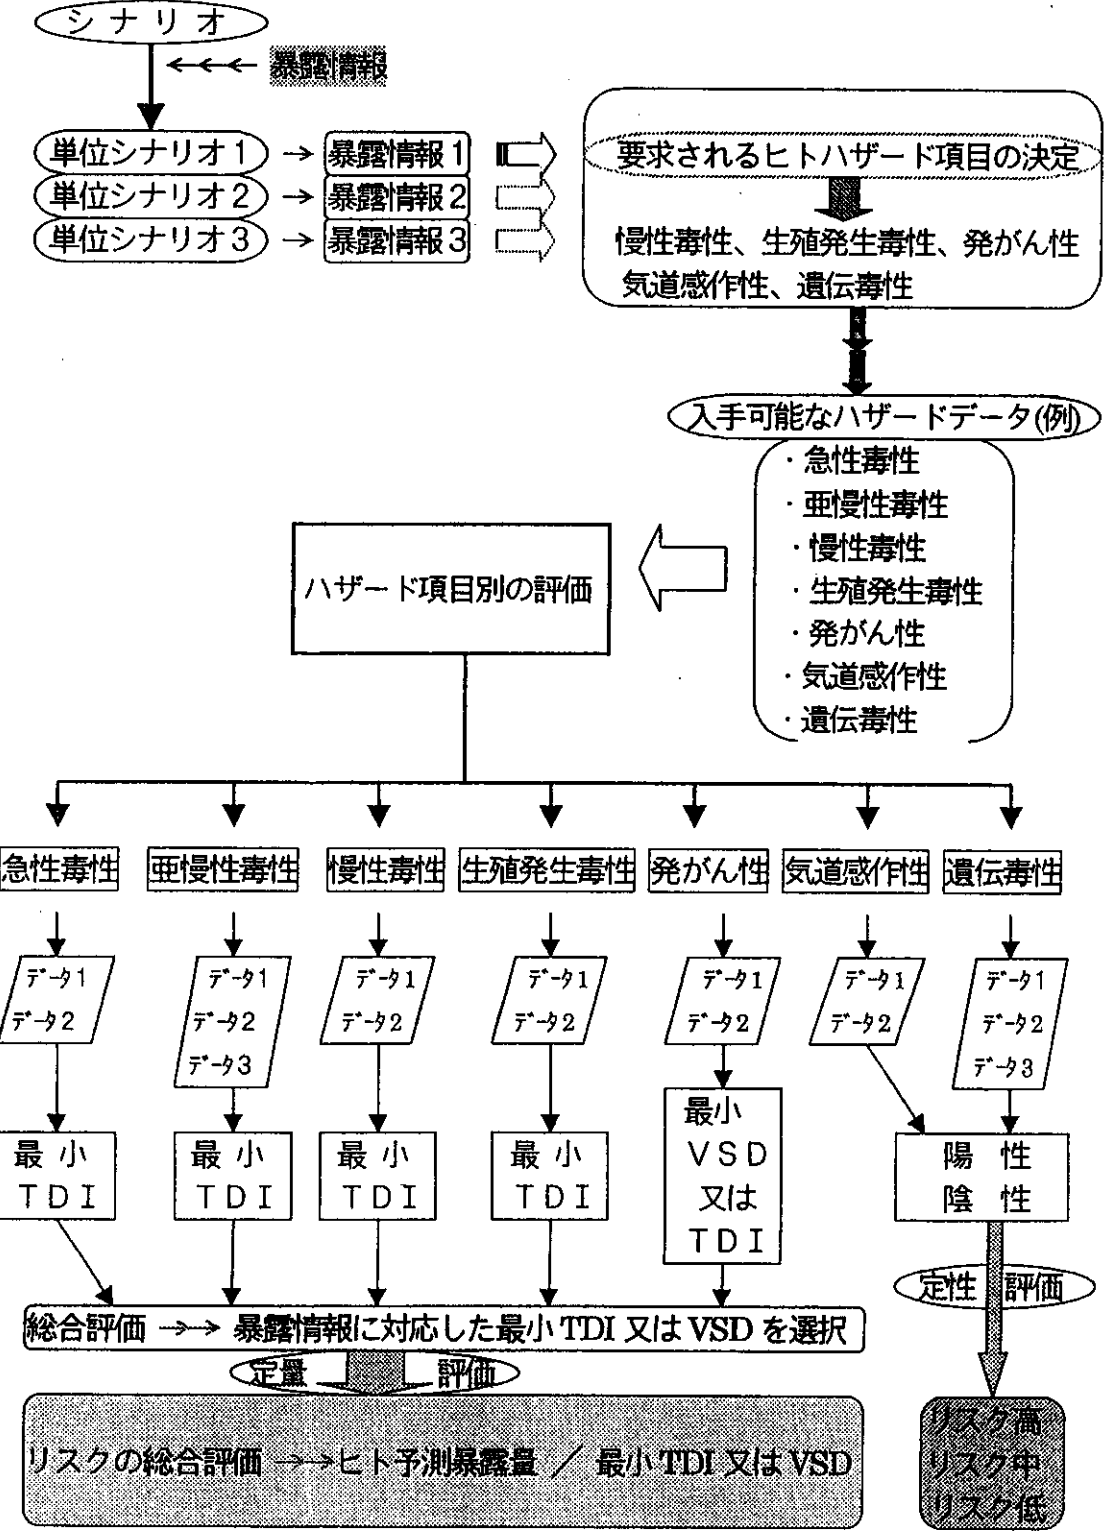 シナリオ
暴露情報
単位シナリオ1
暴露情報1
単位シナリオ2
暴露情報2
単位シナリオ3
暴露情報3
要求されるヒトハザード項目の決定
慢性毒性、生殖発生毒性、発がん性
気道感作性、遺伝毒性
入手可能なハザードデータ(例)
・急性毒性
・亜慢性毒性
・慢性毒性
・生殖発生毒性
・発がん性
・気道感作性
・遺伝毒性
ハザード項目別の評価
急性毒性
亜慢性毒性
慢性毒性
生殖発生毒性
発がん性
気道感作性
遺伝毒性
データ1
データ2
データ1
データ2
データ3
データ1
データ2
データ1
データ2
データ1
データ2
データ1
データ2
データ1
データ2
データ3
最小
TDI
最小
TDI
最小
TDI
最小
TDI
最小
VSD
又は
TDI
陽性
陰性
定性評価
総合評価→→暴露情報に対応した最小TDI又はVSDを選択
定量評価
リスクの総合評価→→ヒト予測暴露量／最小TDI又はVSD
リスク高
リスク中
リスク低